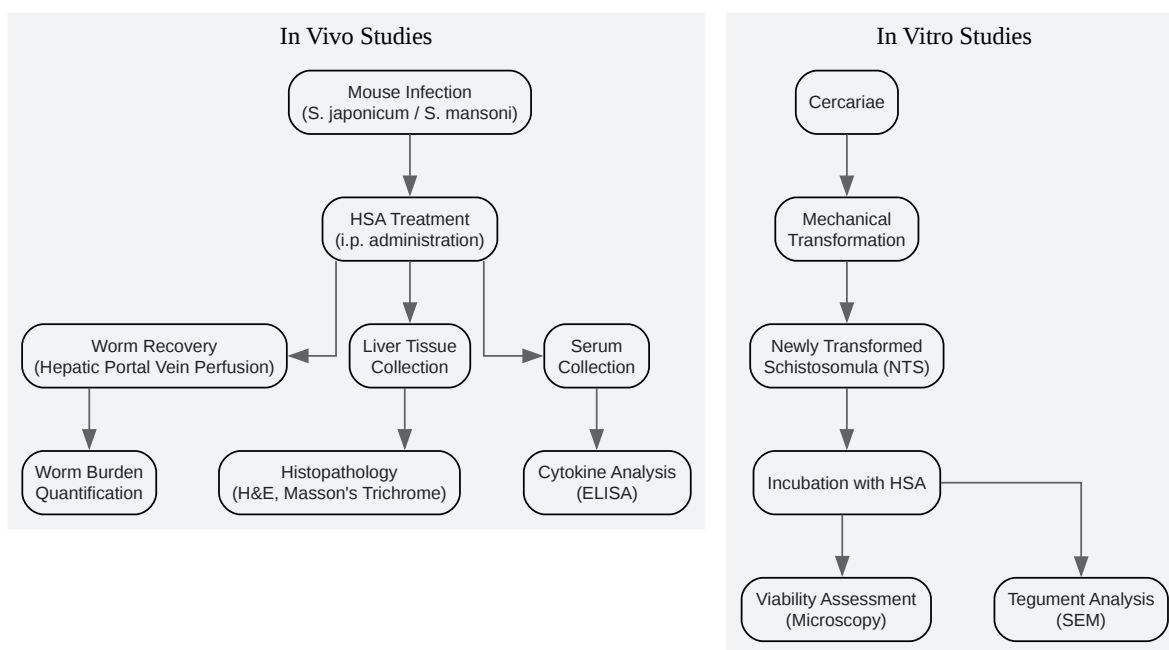 In Vivo Studies
Mouse Infection
(S. japonicum / S. mansoni)
HSA Treatment
(i.p. administration)
Worm Recovery
(Hepatic Portal Vein Perfusion)
Liver Tissue
Collection
Serum
Collection
Worm Burden
Quantification
Histopathology
(H&E, Masson's Trichrome)
Cytokine Analysis
(ELISA)
In Vitro Studies
Cercariae
Mechanical
Transformation
Newly Transformed
Schistosomula (NTS)
Incubation with HSA
Viability Assessment
(Microscopy)
Tegument Analysis
(SEM)